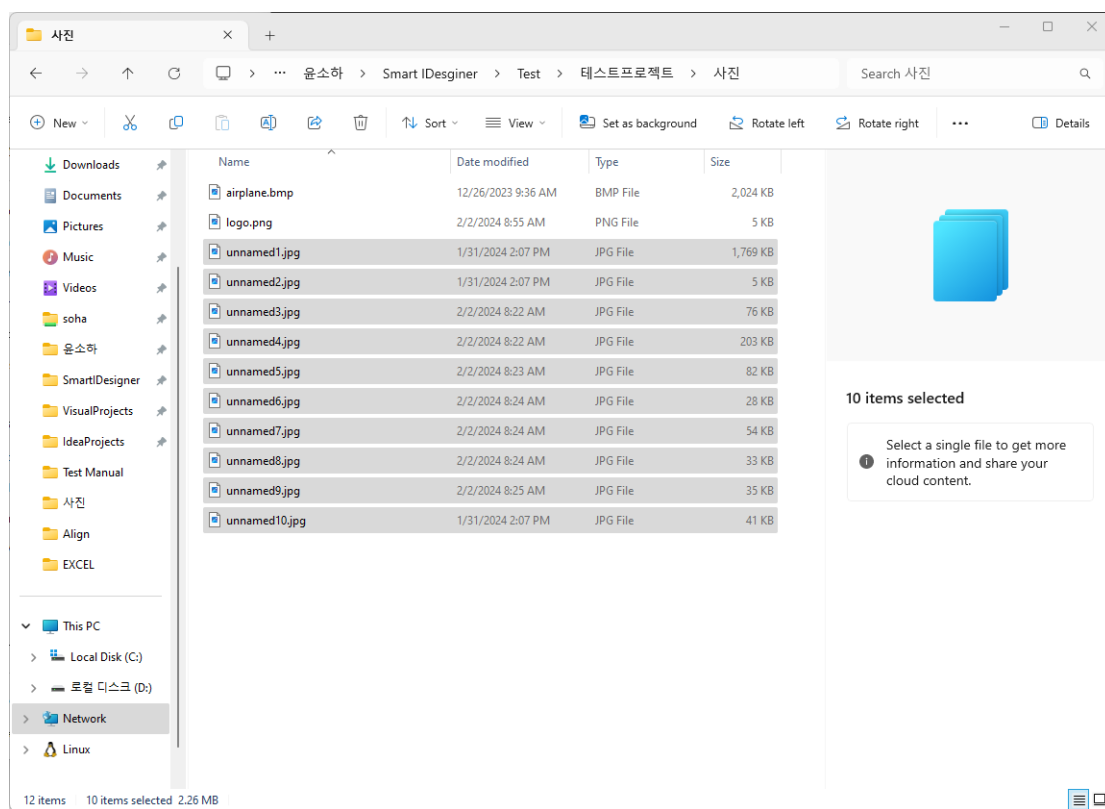 사진
← → ↑ … 윤소하 > Smart IDesginer > Test > 테스트프로젝트 > 사진 Search 사진
New Sort View Set as background Rotate left Rotate right ... Details
Downloads
Documents
Pictures
Music
Videos
soha
윤소하
SmartIDesigner
VisualProjects
IdeaProjects
Test Manual
사진
Align
EXCEL
This PC
Local Disk (C:)
로컬 디스크 (D:)
Network
Linux
Name Date modified Type Size
airplane.bmp 12/26/2023 9:36 AM BMP File 2,024 KB
logo.png 2/2/2024 8:55 AM PNG File 5 KB
unnamed1.jpg 1/31/2024 2:07 PM JPG File 1,769 KB
unnamed2.jpg 1/31/2024 2:07 PM JPG File 5 KB
unnamed3.jpg 2/2/2024 8:22 AM JPG File 76 KB
unnamed4.jpg 2/2/2024 8:22 AM JPG File 203 KB
unnamed5.jpg 2/2/2024 8:23 AM JPG File 82 KB
unnamed6.jpg 2/2/2024 8:24 AM JPG File 28 KB
unnamed7.jpg 2/2/2024 8:24 AM JPG File 54 KB
unnamed8.jpg 2/2/2024 8:24 AM JPG File 33 KB
unnamed9.jpg 2/2/2024 8:25 AM JPG File 35 KB
unnamed10.jpg 1/31/2024 2:07 PM JPG File 41 KB
10 items selected
Select a single file to get more
information and share your
cloud content.
12 items 10 items selected 2.26 MB